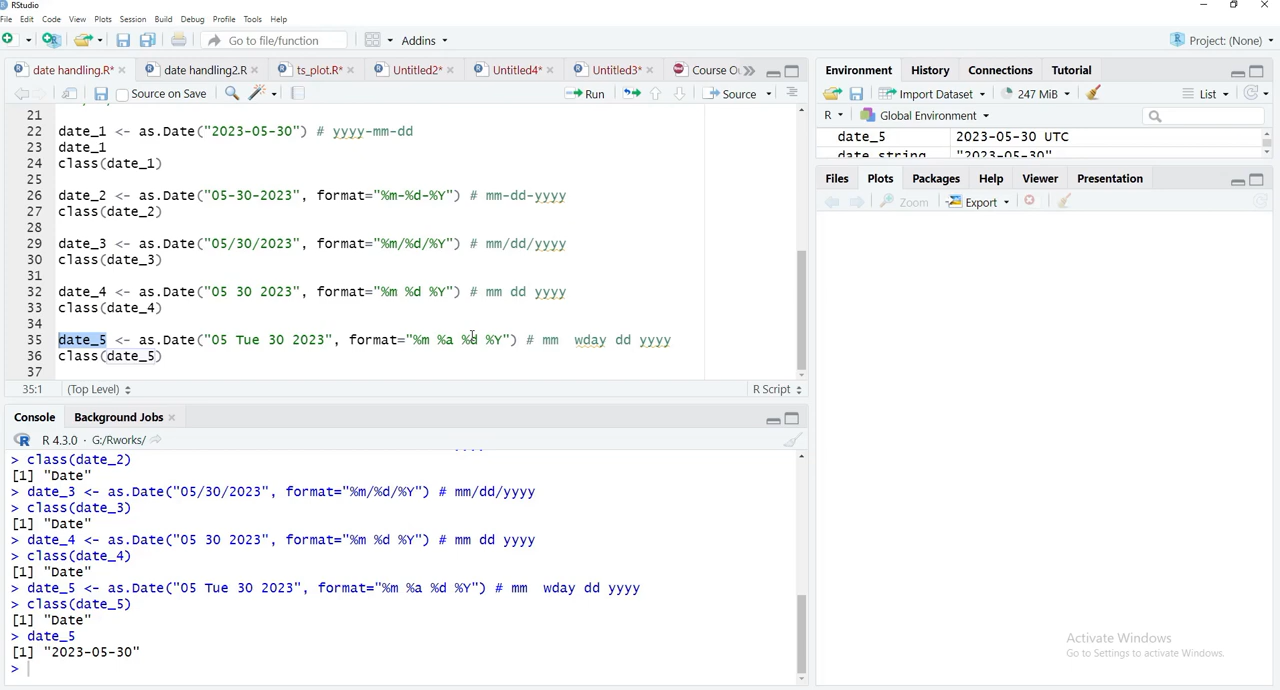 RStudio
File Edit Code View Plots Session Build Debug Profile Tools Help
Go to file/function Addins Project: (None)
date handling.R* date handling2.R ts_plot.R* Untitled2* Untitled4* Untitled3* Course O
Source on Save Run Source
21
22 date_1 <- as.Date("2023-05-30") # yyyy-mm-dd
23 date_1
24 class(date_1)
25
26 date_2 <- as.Date("05-30-2023", format="%m-%d-%Y") # mm-dd-yyyy
27 class(date_2)
28
29 date_3 <- as.Date("05/30/2023", format="%m/%d/%Y") # mm/dd/yyyy
30 class(date_3)
31
32 date_4 <- as.Date("05 30 2023", format="%m %d %Y") # mm dd yyyy
33 class(date_4)
34
35 date_5 <- as.Date("05 Tue 30 2023", format="%m %a %d %Y") # mm  wday dd yyyy
36 class(date_5)
37
35:1 (Top Level) R Script
Console Background Jobs
R 4.3.0 · G:/Rworks/
> class(date_2)
[1] "Date"
> date_3 <- as.Date("05/30/2023", format="%m/%d/%Y") # mm/dd/yyyy
> class(date_3)
[1] "Date"
> date_4 <- as.Date("05 30 2023", format="%m %d %Y") # mm dd yyyy
> class(date_4)
[1] "Date"
> date_5 <- as.Date("05 Tue 30 2023", format="%m %a %d %Y") # mm  wday dd yyyy
> class(date_5)
[1] "Date"
> date_5
[1] "2023-05-30"
>
Environment History Connections Tutorial
Import Dataset 247 MiB List
R Global Environment
date_5 2023-05-30 UTC
date_string "2023-05-30"
Files Plots Packages Help Viewer Presentation
Zoom Export
Activate Windows
Go to Settings to activate Windows.